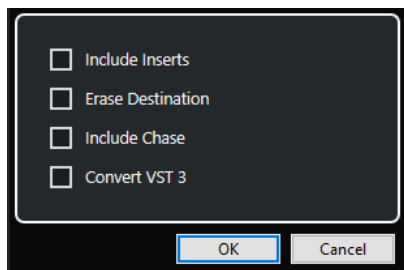 Include Inserts
Erase Destination
Include Chase
Convert VST 3
OK
Cancel